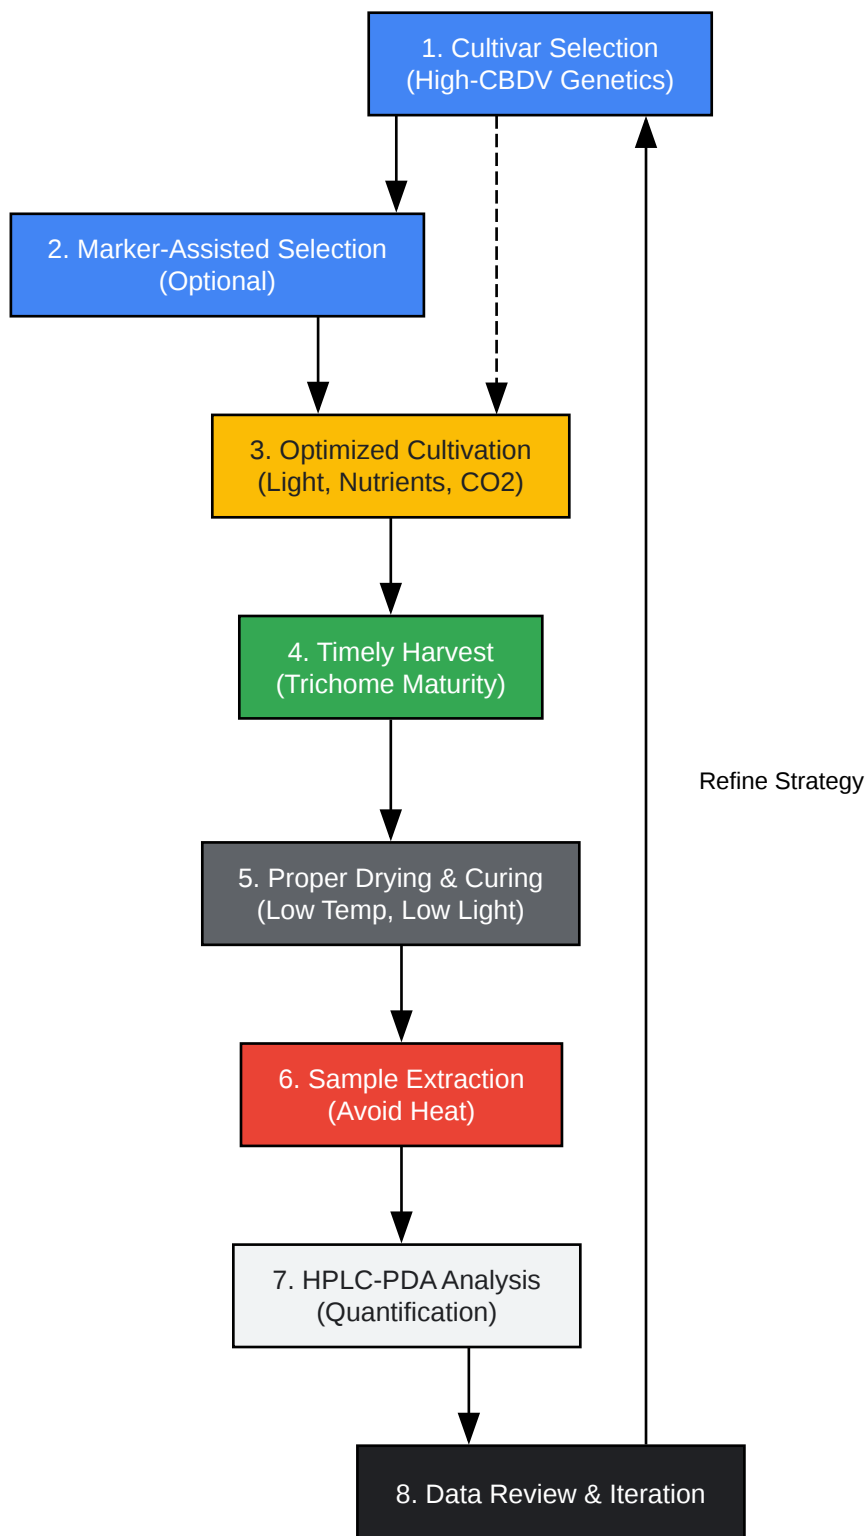 1. Cultivar Selection
(High-CBDV Genetics)
2. Marker-Assisted Selection
(Optional)
3. Optimized Cultivation
(Light, Nutrients, CO2)
4. Timely Harvest
(Trichome Maturity)
Refine Strategy
5. Proper Drying & Curing
(Low Temp, Low Light)
6. Sample Extraction
(Avoid Heat)
7. HPLC-PDA Analysis
(Quantification)
8. Data Review & Iteration